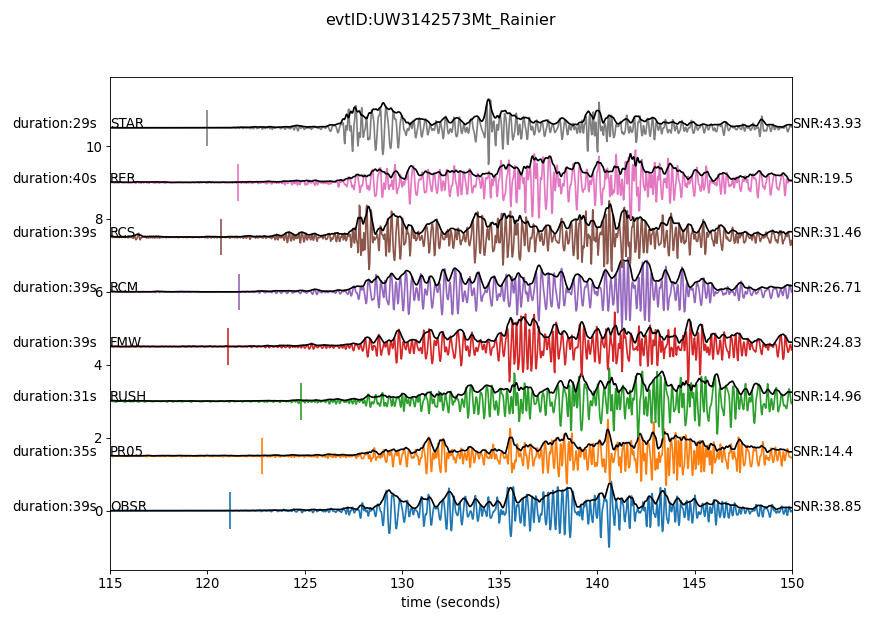 evtID:UW3142573Mt_Rainier
duration:29s STAR SNR:43.93
10
duration:40s RER SNR:19.5
8
duration:39s RCS SNR:31.46
duration:39s RCM SNR:26.71
6
duration:39s FMW SNR:24.83
4
duration:31s RUSH SNR:14.96
2
duration:35s PR05 SNR:14.4
duration:39s OBSR SNR:38.85
0
115 120 125 130 135 140 145 150
time (seconds)